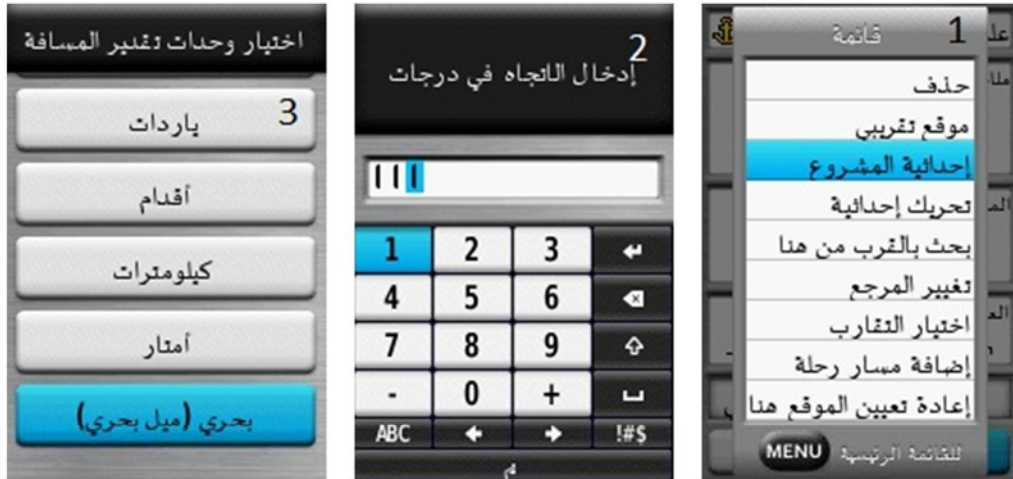 1 قائمة
حذف
موقع تقريبي
إحداثية المشروع
تحريك إحداثية
بحث بالقرب من هنا
تغيير المرجع
اختيار التقارب
إضافة مسار رحلة
إعادة تعيين الموقع هنا
للقائمة الرئيسية MENU
2
إدخال الاتجاه في درجات
111
1 2 3
4 5 6
7 8 9
- 0 +
ABC !#$
م
اختيار وحدات تقدير المسافة
3 ياردات
أقدام
كيلومترات
أمتار
بحري (ميل بحري)